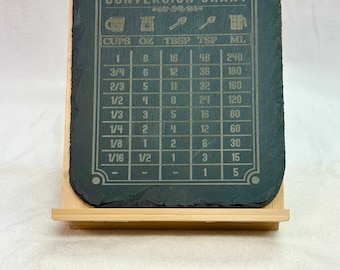 CONVERSION CHART
CUPS OZ TBSP TSP ML
1 8 16 48 240
3/4 6 12 36 180
2/3 5 11 32 160
1/2 4 8 24 120
1/3 3 5 16 80
1/4 2 4 12 60
1/8 1 2 6 30
1/16 1/2 1 3 15
- - - 1 5